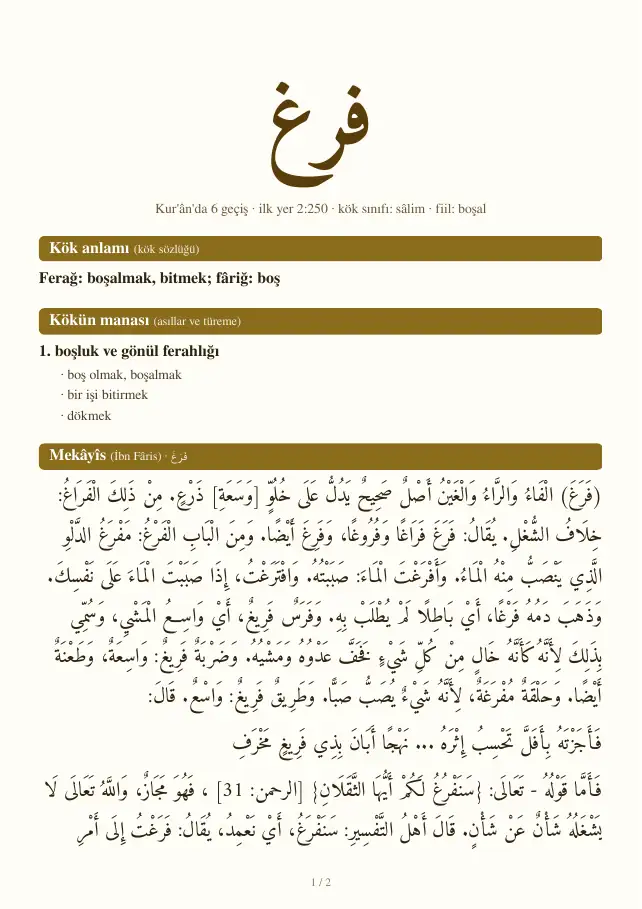 فرغ
Kur'ân'da 6 geçiş · ilk yer 2:250 · kök sınıfı: sâlim · fiil: boşal
Kök anlamı (kök sözlüğü)
Ferağ: boşalmak, bitmek; fâriğ: boş
Kökün manası (asıllar ve türeme)
1. boşluk ve gönül ferahlığı
· boş olmak, boşalmak
· bir işi bitirmek
· dökmek
Mekâyîs (İbn Fâris) · فَرَغَ
(فَرَغَ) الْفَاءُ وَالرَّاءُ وَالْغَيْنُ أَصْلٌ صَحِيحٌ يَدُلُّ عَلَى خُلُوٍّ [وَسَعَةِ] ذَرْعٍ. مِنْ ذَلِكَ الْفَرَاغُ:
خِلَافُ الشُّغْلِ. يُقَالُ: فَرَغَ فَرَاغًا وَفُرُوغًا، وَفَرِغَ أَيْضًا. وَمِنَ الْبَابِ الْفَرْغُ: مَفْرَغُ الدَّلْوِ
الَّذِي يَنْصَبُّ مِنْهُ الْمَاءُ. وَأَفْرَغْتُ الْمَاءَ: صَبَبْتُهُ. وَافْتَرَغْتُ، إِذَا صَبَبْتَ الْمَاءَ عَلَى نَفْسِكَ.
وَذَهَبَ دَمُهُ فَرْغًا، أَيْ بَاطِلًا لَمْ يُطْلَبْ بِهِ. وَفَرَسٌ فَرِيغٌ، أَيْ وَاسِعُ الْمَشْيِ، وَسُمِّي
بِذَلِكَ لِأَنَّهُ كَأَنَّهُ خَالٍ مِنْ كُلِّ شَيْءٍ فَخَفَّ عَدْوُهُ وَمَشْيُهُ. وَضَرْبَةٌ فَرِيغٌ: وَاسِعَةٌ، وَطَعْنَةٌ
أَيْضًا. وَحَلْقَةٌ مُفْرَغَةٌ، لِأَنَّهُ شَيْءٌ يُصَبُّ صَبًّا. وَطَرِيقٌ فَرِيغٌ: وَاسْعٌ. قَالَ:
فَأَجَزْتَهُ بِأَفَلَّ تَحْسِبُ إِثْرَهُ ... نَهْجًا أَبَانَ بِذِي فَرِيغٍ مَخْرَفِ
فَأَمَّا قَوْلُهُ - تَعَالَى: {سَنَفْرُغُ لَكُمْ أَيُّهَا الثَّقَلَانِ} [الرحمن: 31] ، فَهُوَ مَجَازٌ، وَاللَّهُ تَعَالَى لَا
يَشْغَلُهُ شَأْنٌ عَنْ شَأْنٍ. قَالَ أَهْلُ التَّفْسِيرِ: سَنَفْرُغُ، أَيْ نَعْمِدُ، يُقَالُ: فَرَغْتُ إِلَى أَمْرِ
1 / 2